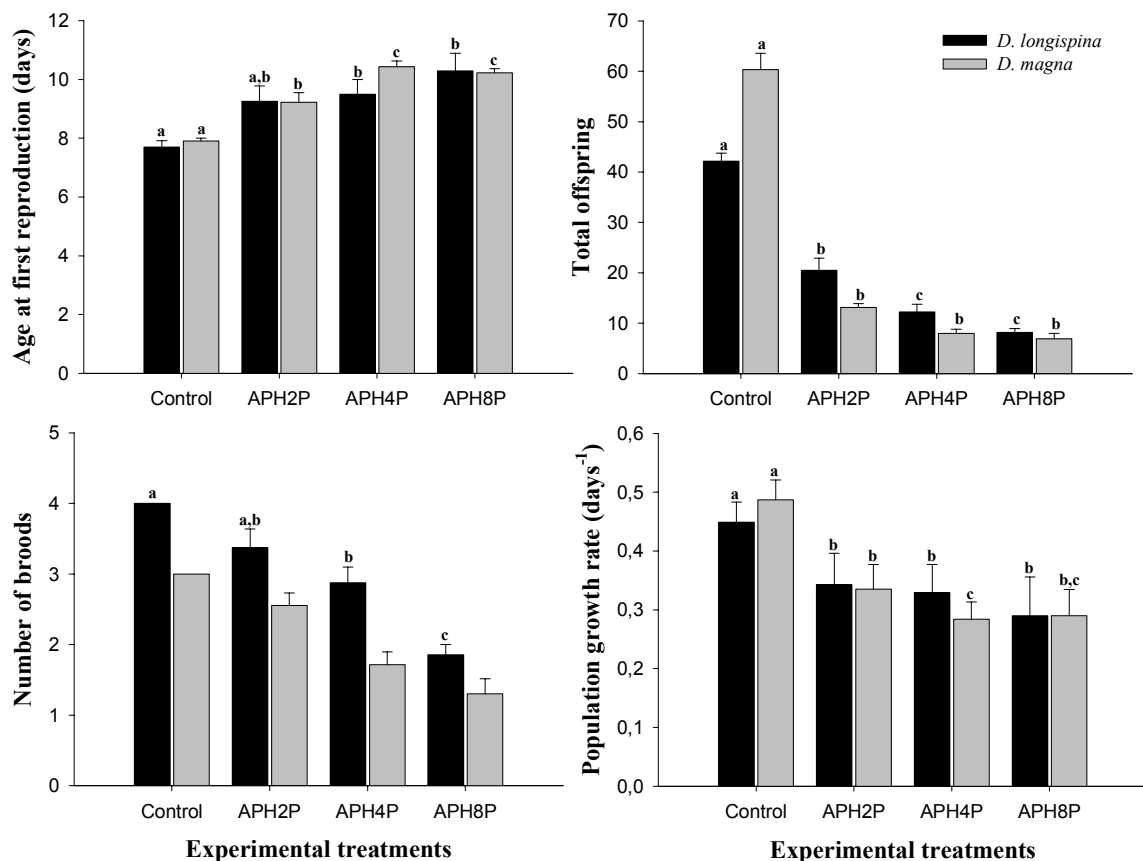 Age at first reproduction (days)
12
10
8
6
4
2
0
a
a
a,b
b
b
c
b
c
Control
APH2P
APH4P
APH8P
Total offspring
70
60
50
40
30
20
10
0
D. longispina
D. magna
a
a
b
b
c
b
c
b
Control
APH2P
APH4P
APH8P
Number of broods
5
4
3
2
1
0
a
a,b
b
c
Control
APH2P
APH4P
APH8P
Experimental treatments
Population growth rate (days-1)
0,6
0,5
0,4
0,3
0,2
0,1
0,0
a
a
b
b
b
c
b
b,c
Control
APH2P
APH4P
APH8P
Experimental treatments